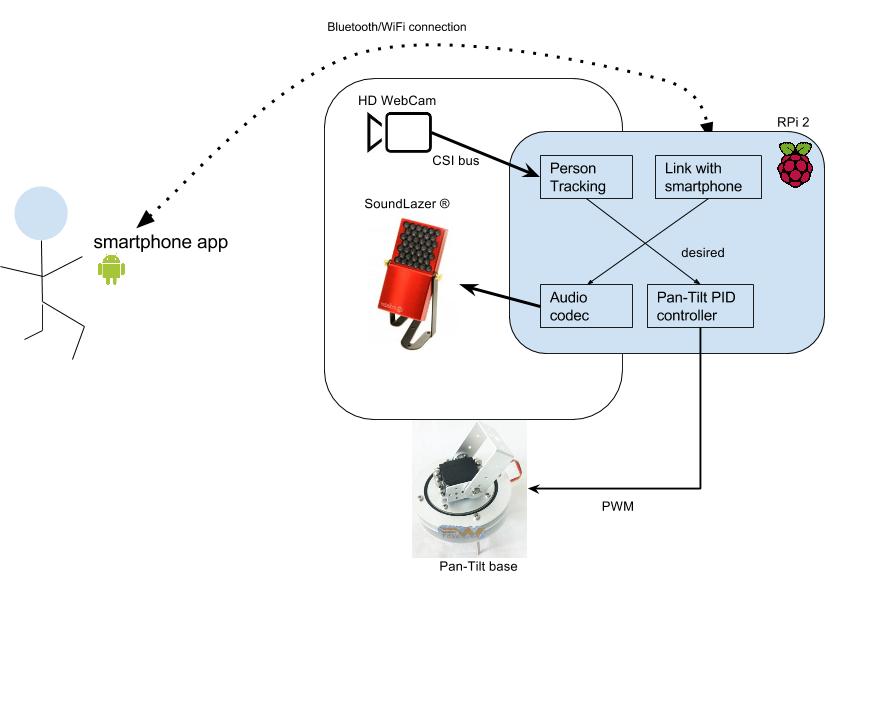 Bluetooth/WiFi connection
HD WebCam
RPi 2
CSI bus
Person
Tracking
Link with
smartphone
SoundLazer ®
smartphone app
desired
Audio
codec
Pan-Tilt PID
controller
PWM
Pan-Tilt base